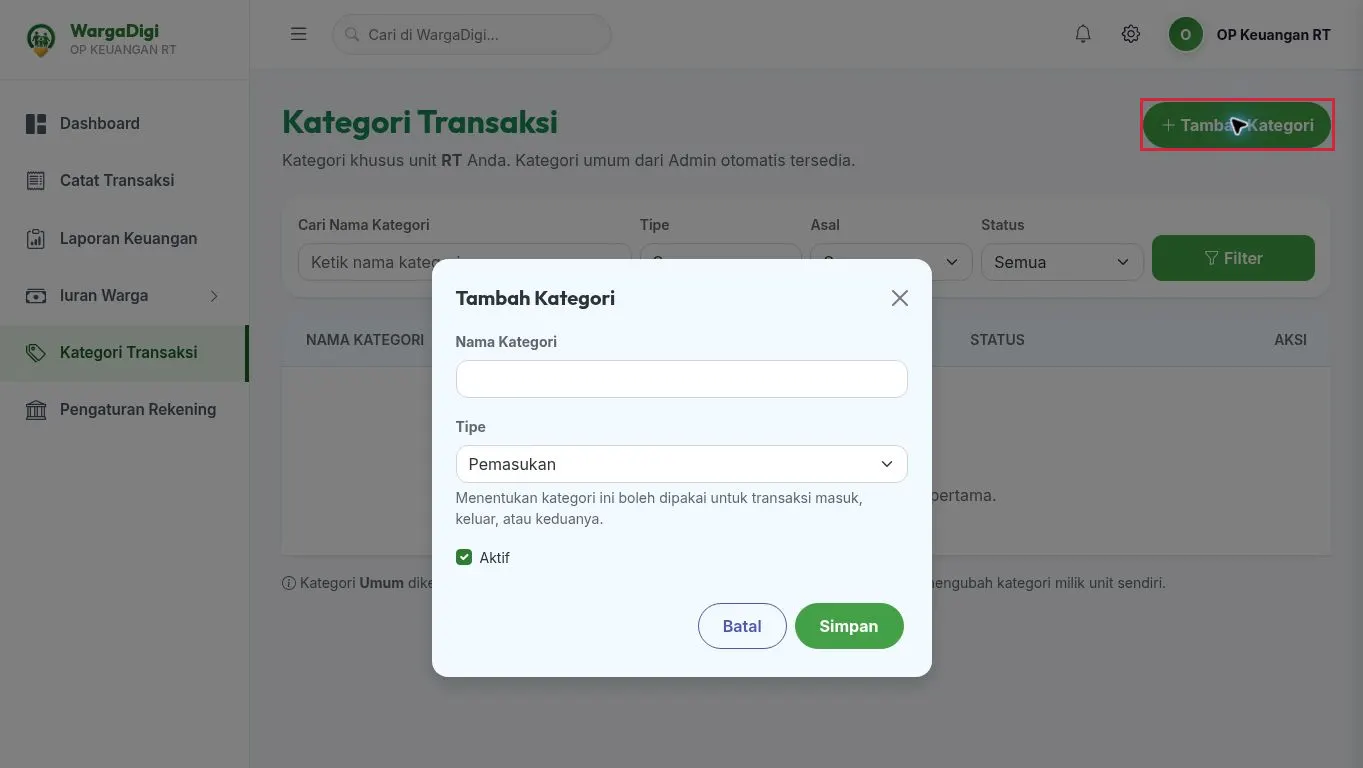 WargaDigi
OP KEUANGAN RT
Cari di WargaDigi...
O
OP Keuangan RT
Dashboard
Catat Transaksi
Laporan Keuangan
Iuran Warga
Kategori Transaksi
Pengaturan Rekening
Kategori Transaksi
Kategori khusus unit RT Anda. Kategori umum dari Admin otomatis tersedia.
Kategori
Cari Nama Kategori
Tipe
Asal
Status
Ketik nama
Semua
Filter
NAMA KATEGORI
STATUS
AKSI
pertama.
Kategori Umum
mengubah kategori milik unit sendiri.
Tambah Kategori
Nama Kategori
Tipe
Pemasukan
Menentukan kategori ini boleh dipakai untuk transaksi masuk,
keluar, atau keduanya.
Aktif
Batal
Simpan